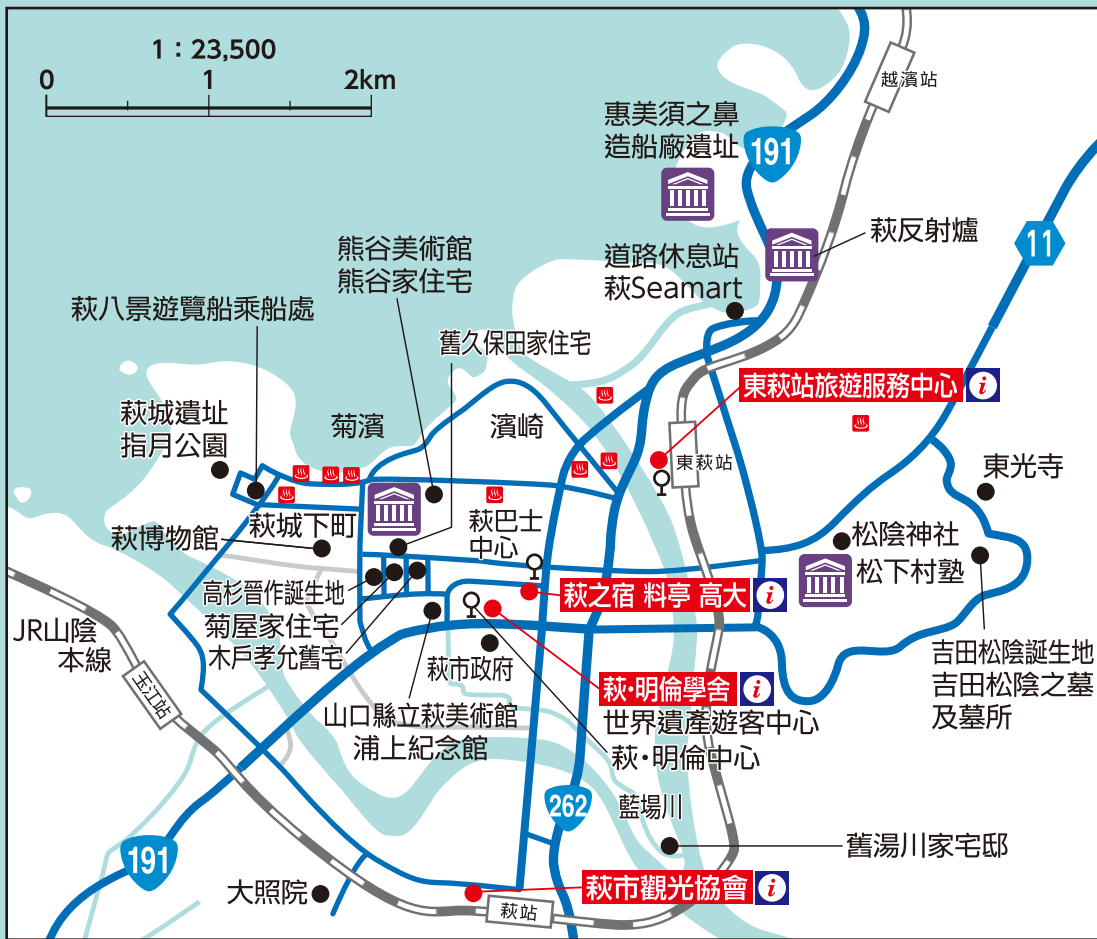 1：23,500
0 1 2km
越濱站
惠美須之鼻
造船廠遺址
191
萩反射爐
11
道路休息站
萩Seamart
熊谷美術館
熊谷家住宅
萩八景遊覽船乘船處
舊久保田家住宅
東萩站旅遊服務中心 i
萩城遺址
指月公園
菊濱
濱崎
東萩站
東光寺
萩城下町
萩巴士
中心
萩博物館
松陰神社
松下村塾
高杉晉作誕生地
萩之宿 料亭 高大 i
菊屋家住宅
木戶孝允舊宅
JR山陰
本線
萩市政府
吉田松陰誕生地
吉田松陰之墓
及墓所
玉江站
萩・明倫學舍 i
世界遺產遊客中心
山口縣立萩美術館
浦上紀念館
萩・明倫中心
262
藍場川
舊湯川家宅邸
191
大照院
萩市觀光協會 i
萩站